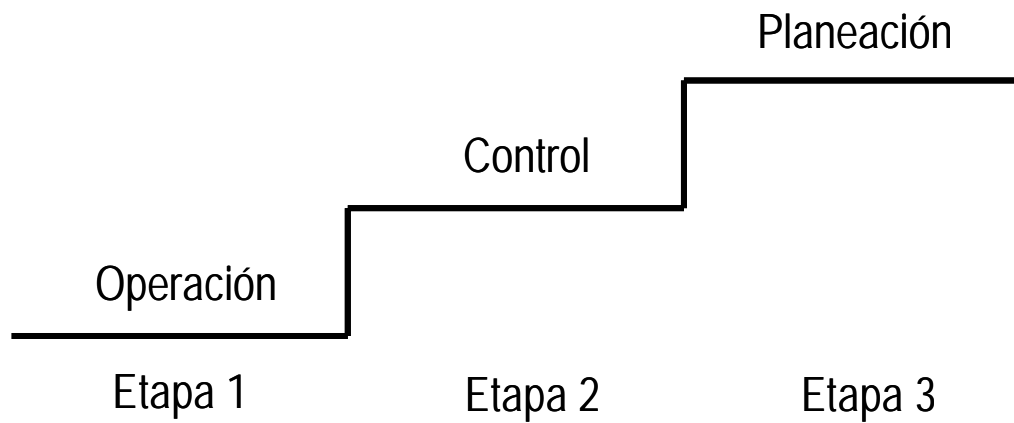 Planeación
Control
Operación
Etapa 1
Etapa 2
Etapa 3